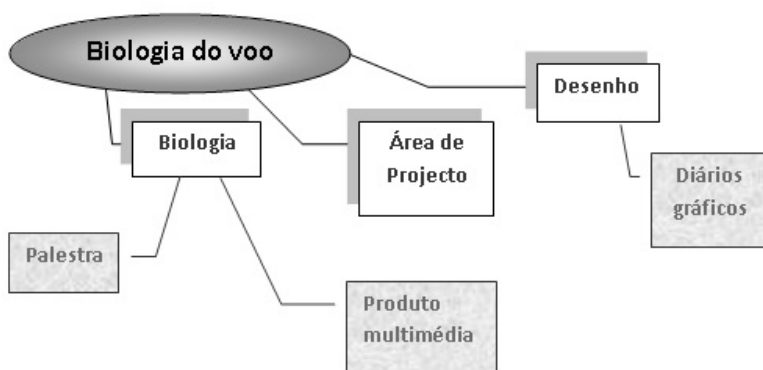 Biologia do voo
Desenho
Biologia
Área de
Projecto
Diários
gráficos
Palestra
Produto
multimédia